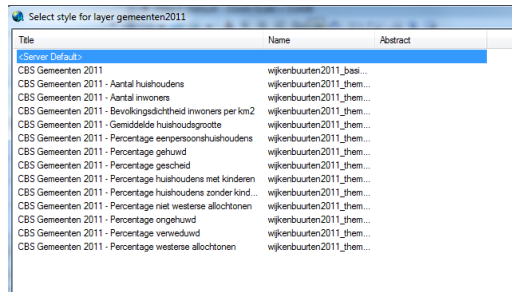 Select style for layer gemeenten2011
Title Name Abstract
<Server Default>
CBS Gemeenten 2011 wijkenbuurten2011_basi...
CBS Gemeenten 2011 - Aantal huishoudens wijkenbuurten2011_them...
CBS Gemeenten 2011 - Aantal inwoners wijkenbuurten2011_them...
CBS Gemeenten 2011 - Bevolkingsdichtheid inwoners per km2 wijkenbuurten2011_them...
CBS Gemeenten 2011 - Gemiddelde huishoudsgrootte wijkenbuurten2011_them...
CBS Gemeenten 2011 - Percentage eenpersoonshuishoudens wijkenbuurten2011_them...
CBS Gemeenten 2011 - Percentage gehuwd wijkenbuurten2011_them...
CBS Gemeenten 2011 - Percentage gescheid wijkenbuurten2011_them...
CBS Gemeenten 2011 - Percentage huishoudens met kinderen wijkenbuurten2011_them...
CBS Gemeenten 2011 - Percentage huishoudens zonder kind... wijkenbuurten2011_them...
CBS Gemeenten 2011 - Percentage niet westerse allochtonen wijkenbuurten2011_them...
CBS Gemeenten 2011 - Percentage ongehuwd wijkenbuurten2011_them...
CBS Gemeenten 2011 - Percentage verweduwd wijkenbuurten2011_them...
CBS Gemeenten 2011 - Percentage westerse allochtonen wijkenbuurten2011_them...